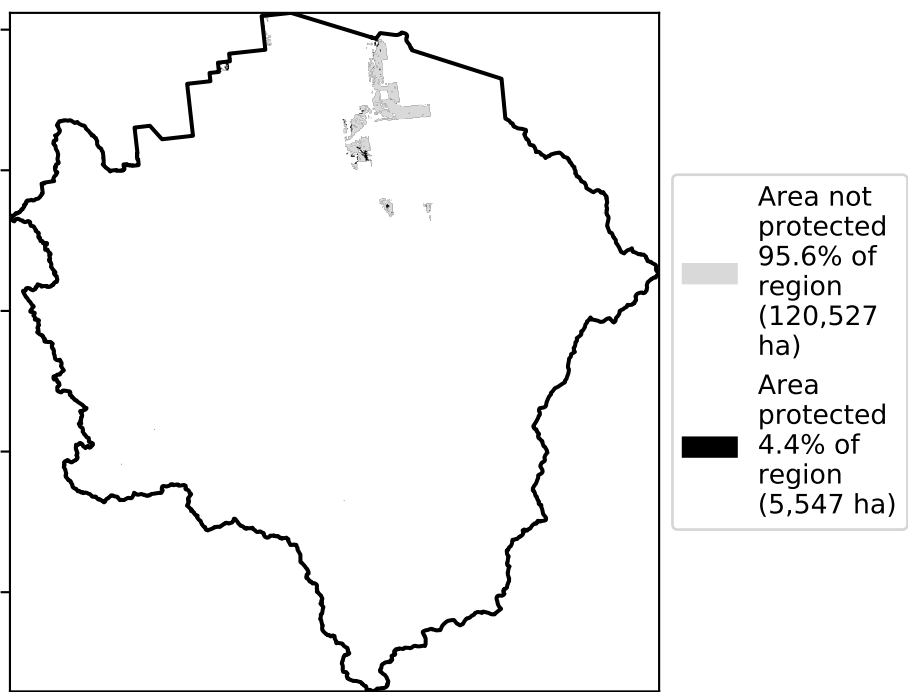 Area not
protected
95.6% of
region
(120,527
ha)
Area
protected
4.4% of
region
(5,547 ha)